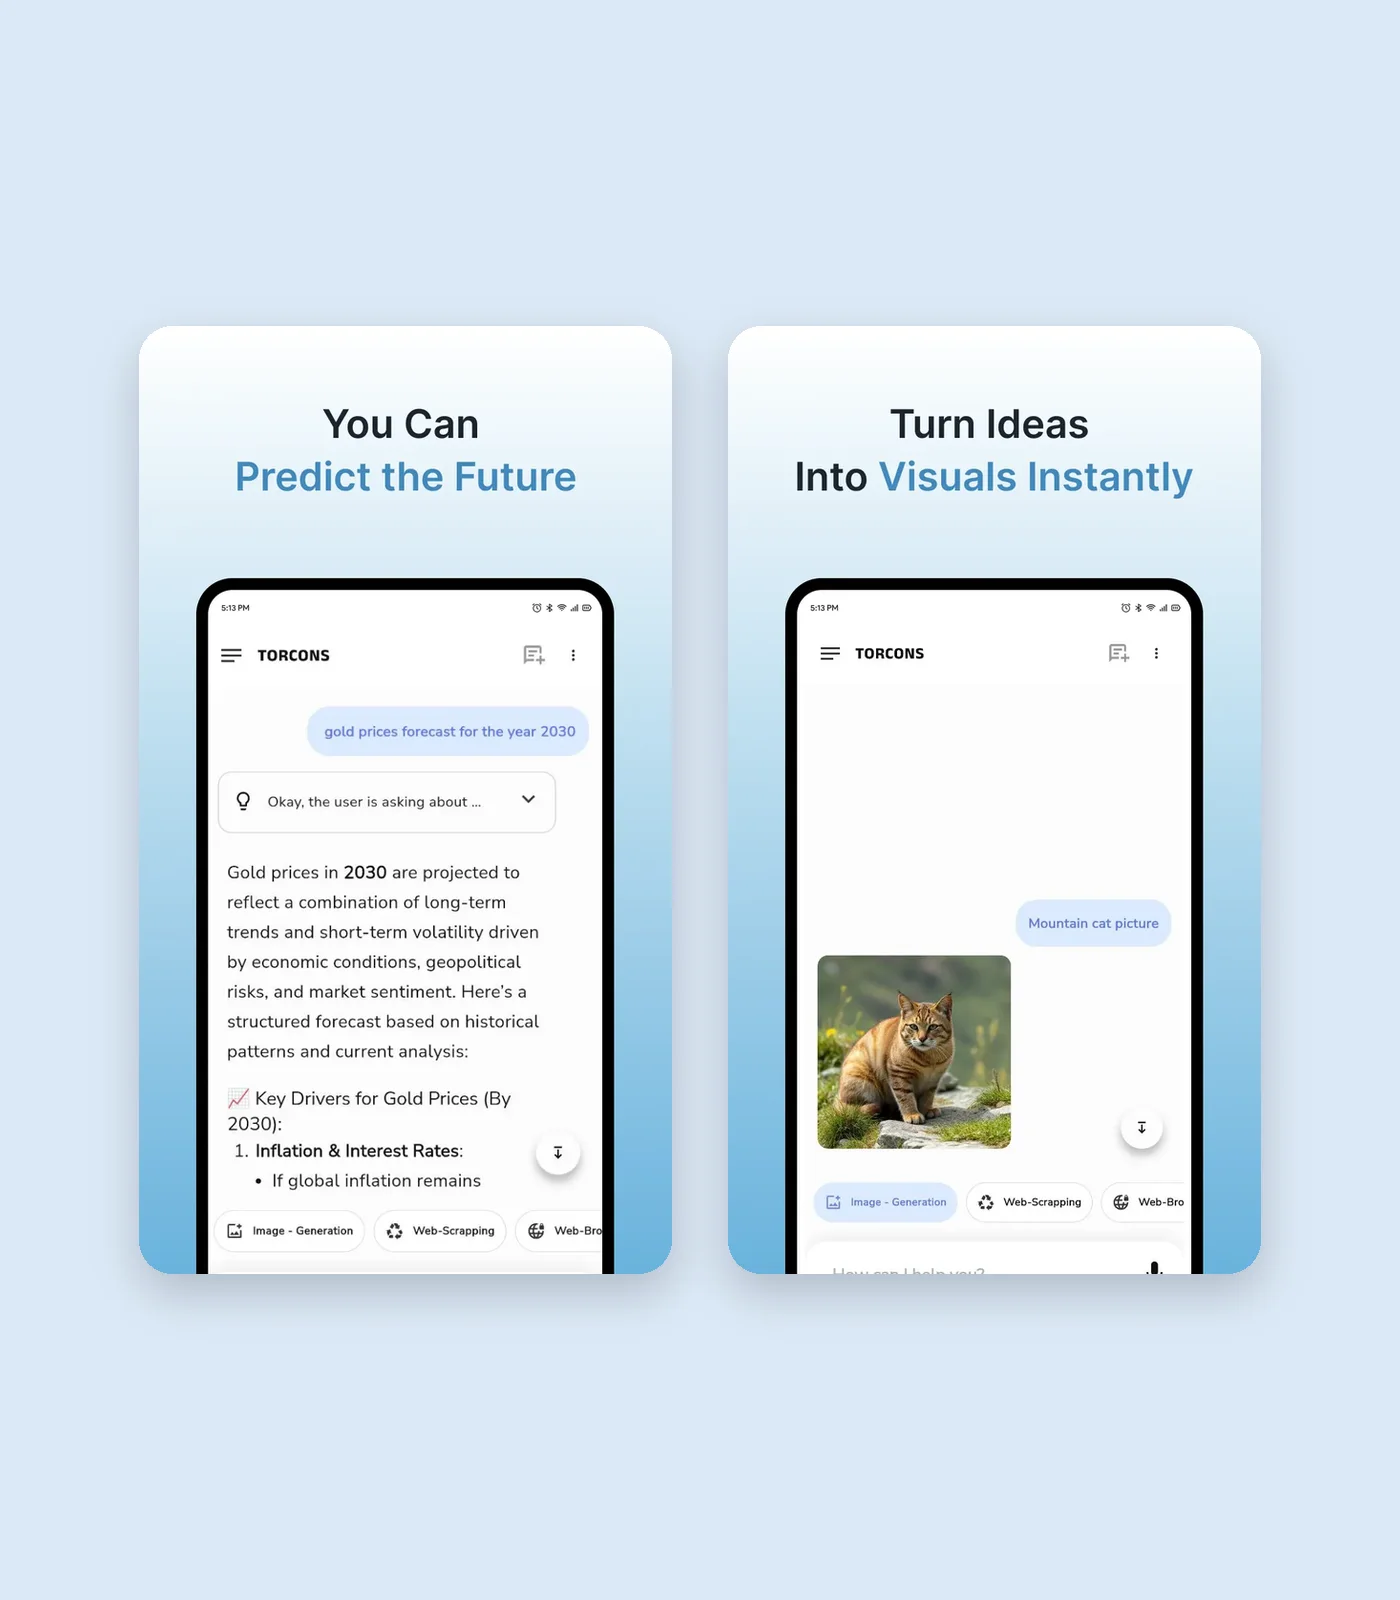 You Can
Predict the Future
5:13 PM
TORCONS
gold prices forecast for the year 2030
Okay, the user is asking about ...
Gold prices in 2030 are projected to
reflect a combination of long-term
trends and short-term volatility driven
by economic conditions, geopolitical
risks, and market sentiment. Here's a
structured forecast based on historical
patterns and current analysis:
📈 Key Drivers for Gold Prices (By
2030):
1. Inflation & Interest Rates:
• If global inflation remains
Image - Generation
Web-Scrapping
Web-Bro
Turn Ideas
Into Visuals Instantly
5:13 PM
TORCONS
Mountain cat picture
Image - Generation
Web-Scrapping
Web-Bro
How can I help you?